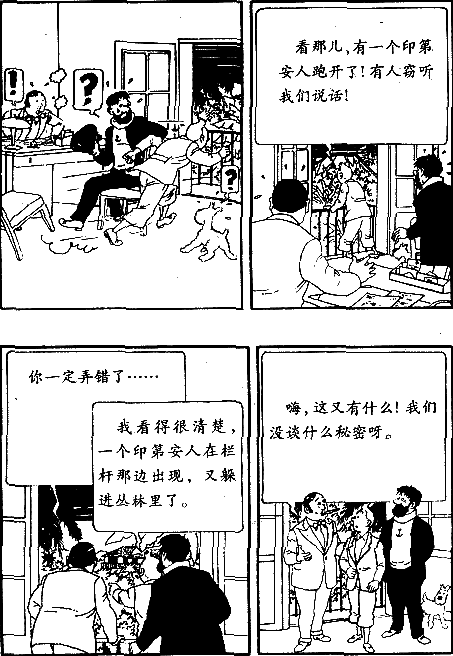 !
?
?
看那儿,有一个印第
安人跑开了!有人窃听
我们说话!
你一定弄错了……
我看得很清楚,
一个印第安人在栏
杆那边出现,又躲
进丛林里了。
嗨,这又有什么!我们
没谈什么秘密呀。